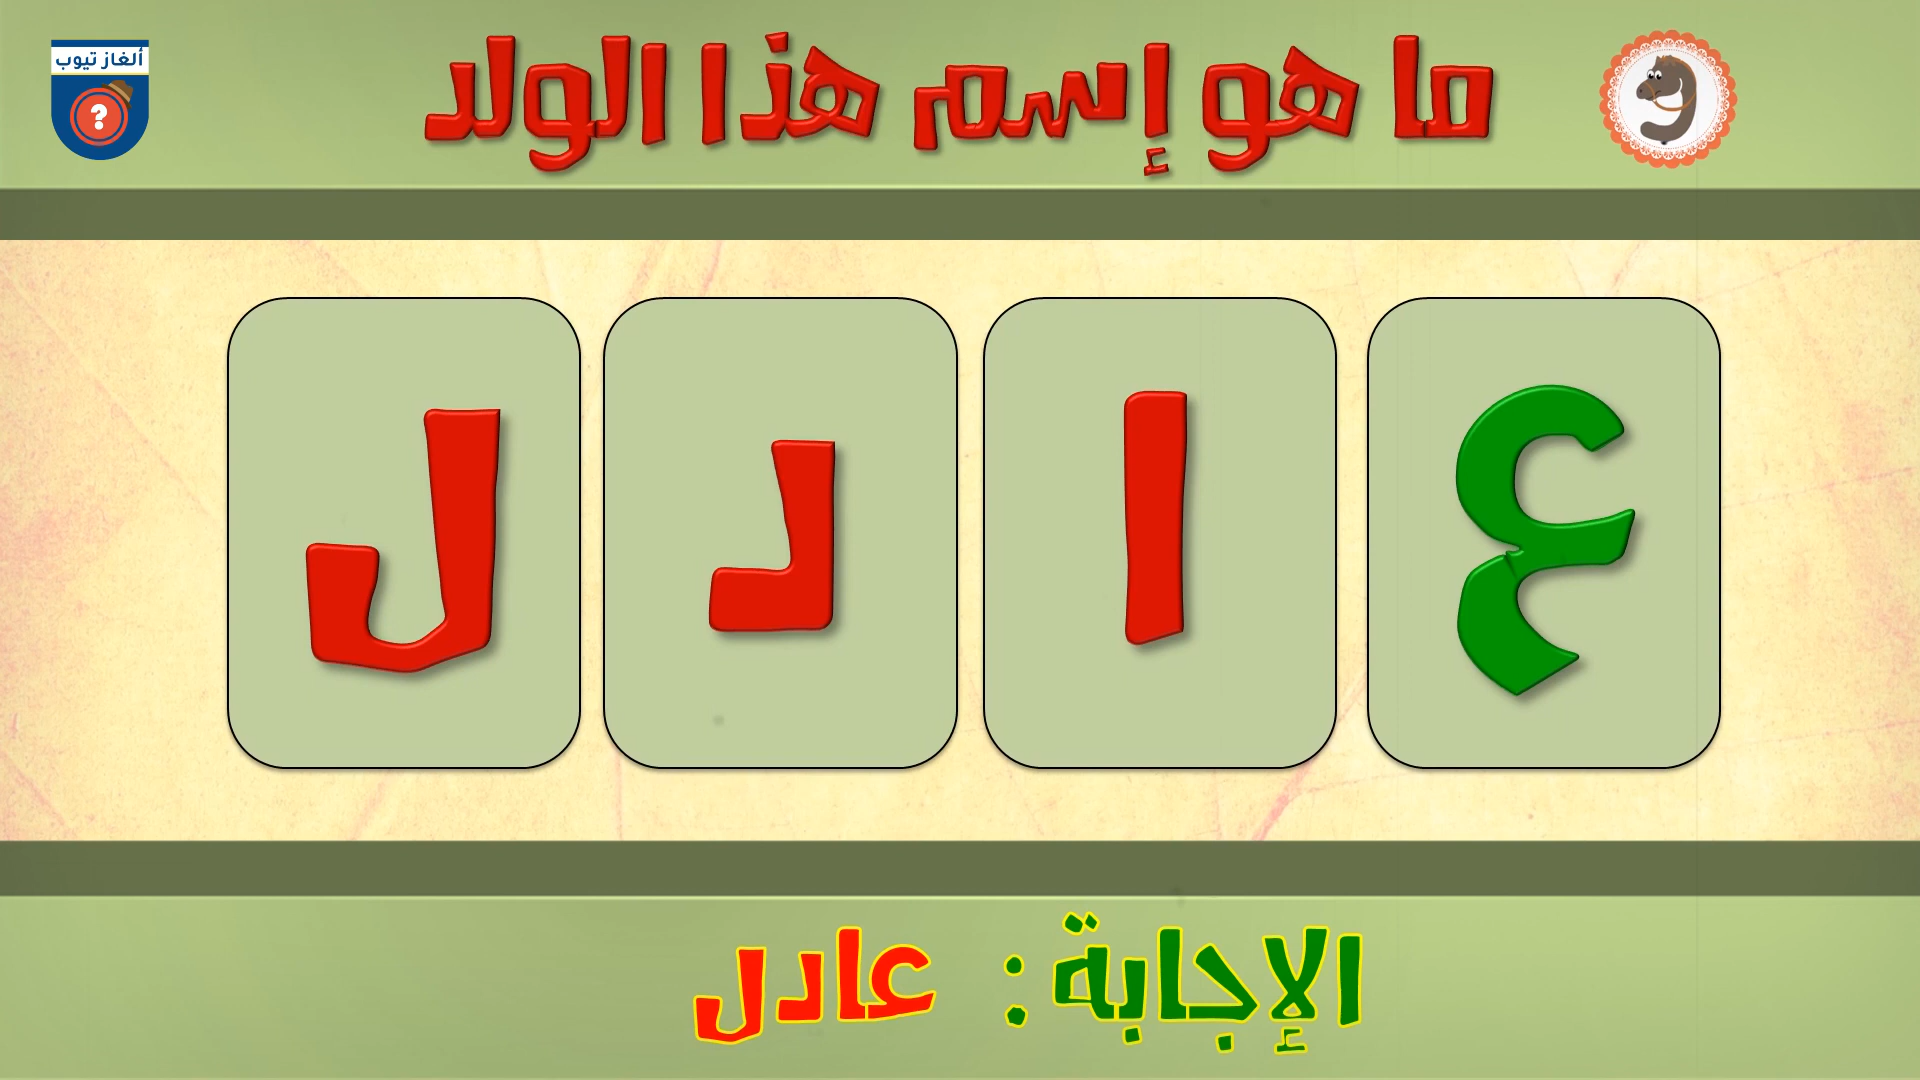 ما هو إسم هذا الولد
و
ألغاز تيوب
?
ع ا د ل
الإجابة : عادل